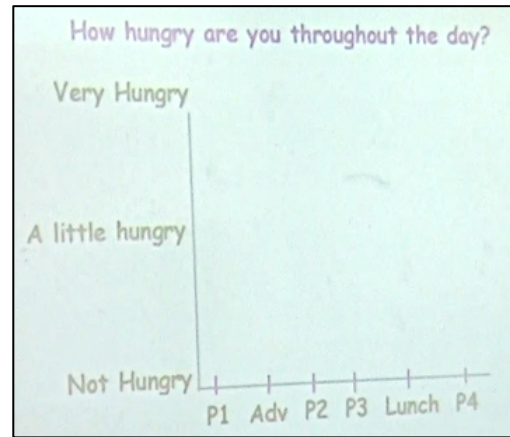 How hungry are you throughout the day?
Very Hungry
A little hungry
Not Hungry
P1 Adv P2 P3 Lunch P4